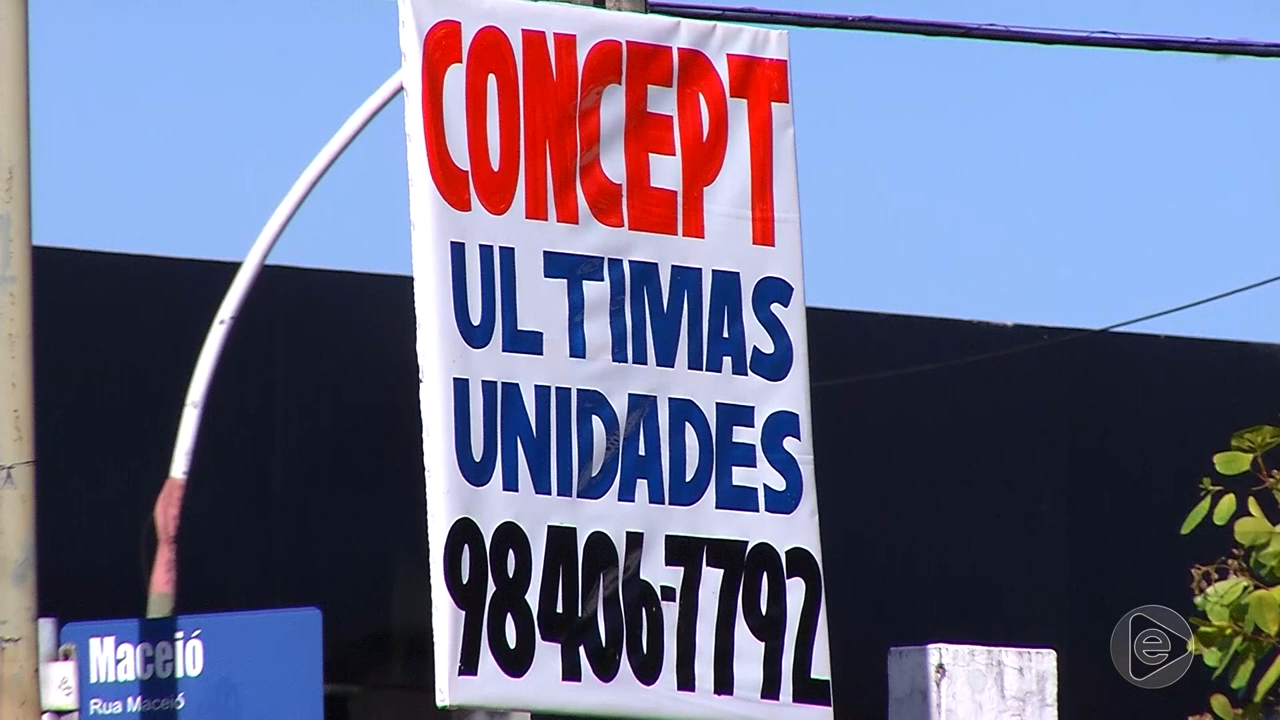 CONCEPT
ULTIMAS
UNIDADES
98406-7792
Maceió
Rua Maceió
e